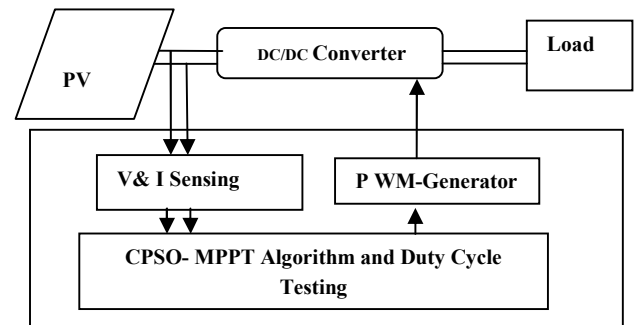 PV
DC/DC Converter
Load
V& I Sensing
P WM-Generator
CPSO- MPPT Algorithm and Duty Cycle
Testing